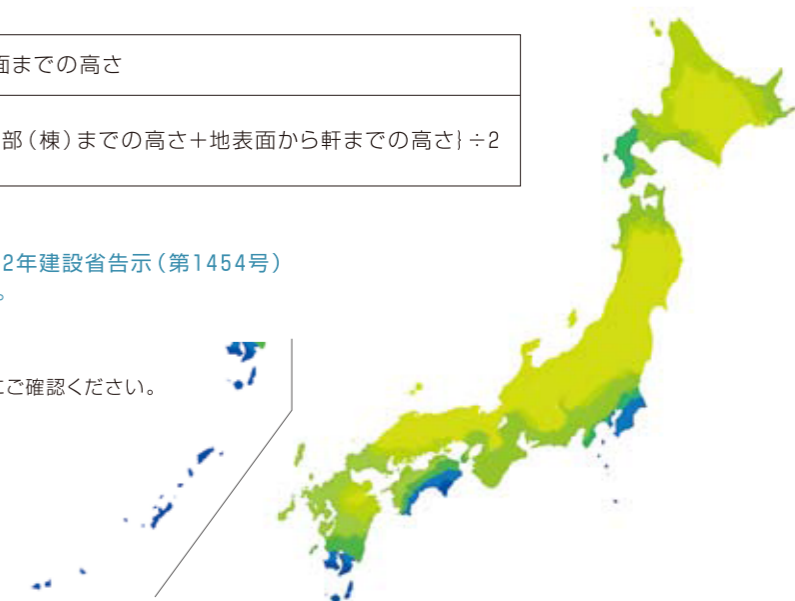 面までの高さ
部（棟）までの高さ＋地表面から軒までの高さ｝÷2
2年建設省告示（第1454号）
。
にご確認ください。